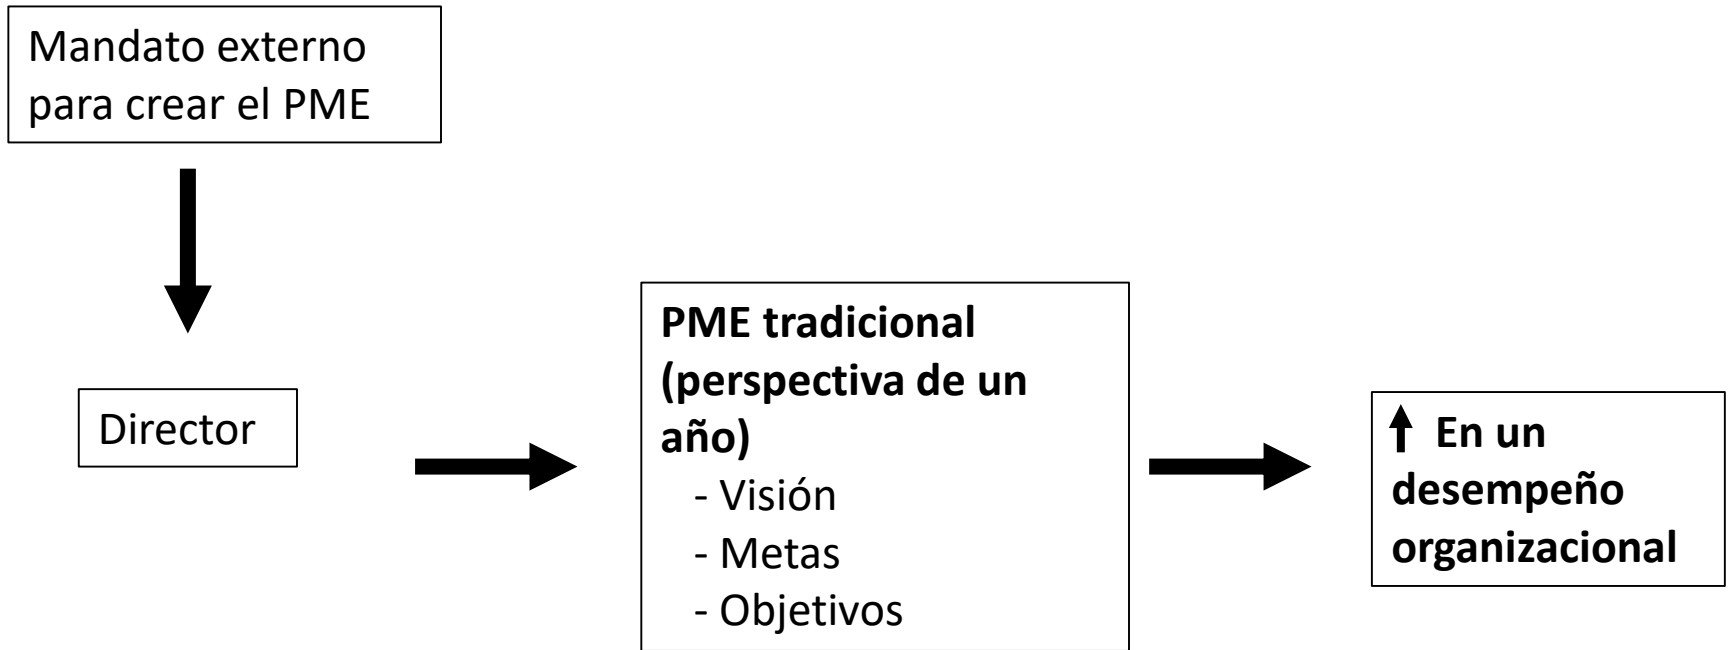 Mandato externo
para crear el PME
Director
PME tradicional
(perspectiva de un
año)
- Visión
- Metas
- Objetivos
↑ En un
desempeño
organizacional